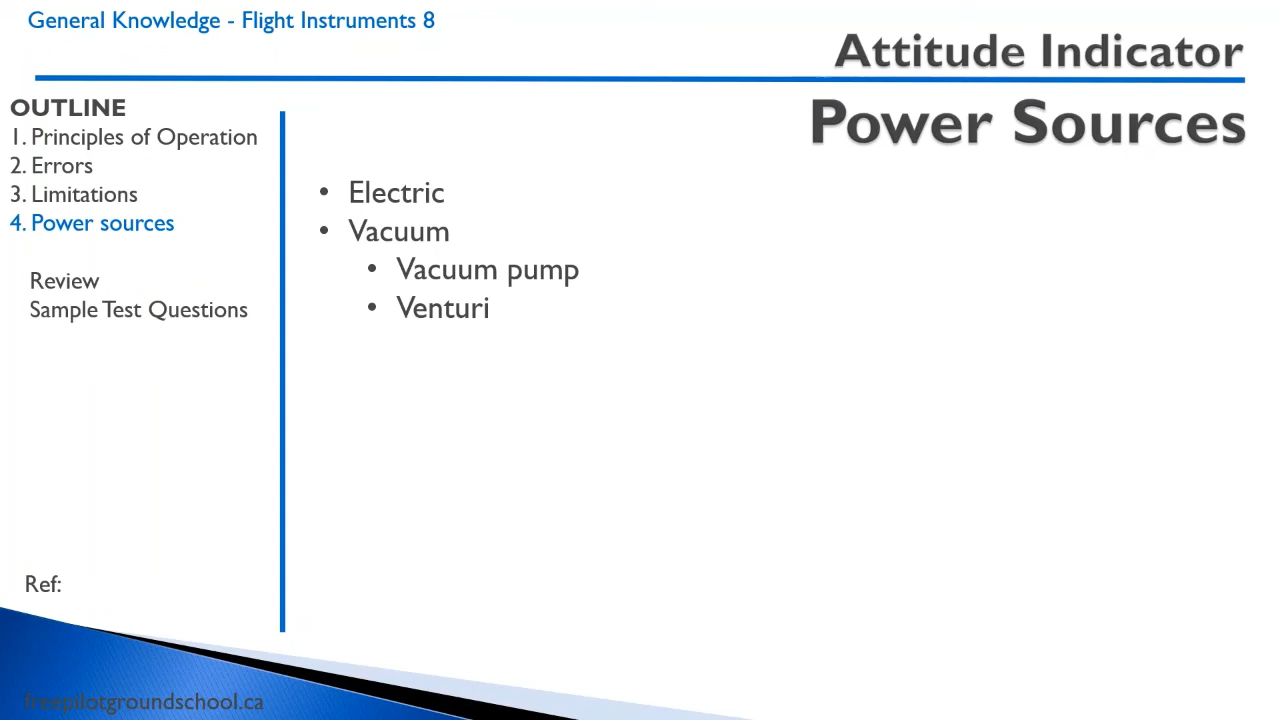 General Knowledge - Flight Instruments 8
Attitude Indicator
Power Sources
OUTLINE
1. Principles of Operation
2. Errors
3. Limitations
4. Power sources
Review
Sample Test Questions
• Electric
• Vacuum
• Vacuum pump
• Venturi
Ref:
freepilotgroundschool.ca